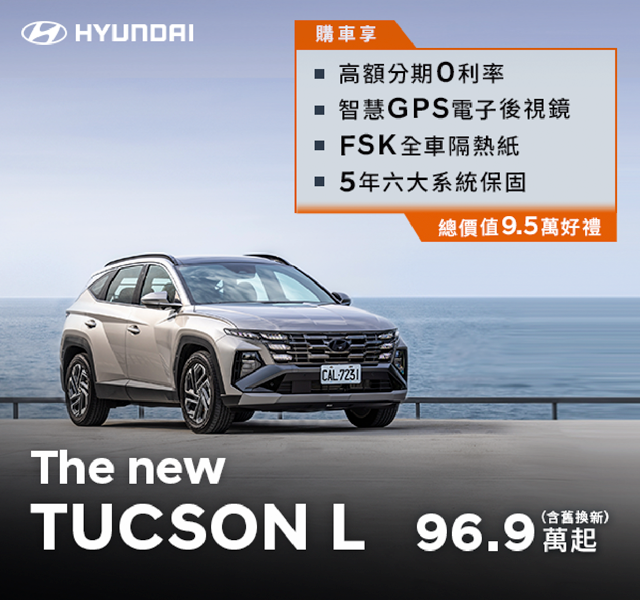 HYUNDAI
購車享
高額分期0利率
智慧GPS電子後視鏡
FSK全車隔熱紙
5年六大系統保固
總價值9.5萬好禮
CAL-7231
The new
TUCSON L
96.9萬起
(含舊換新)